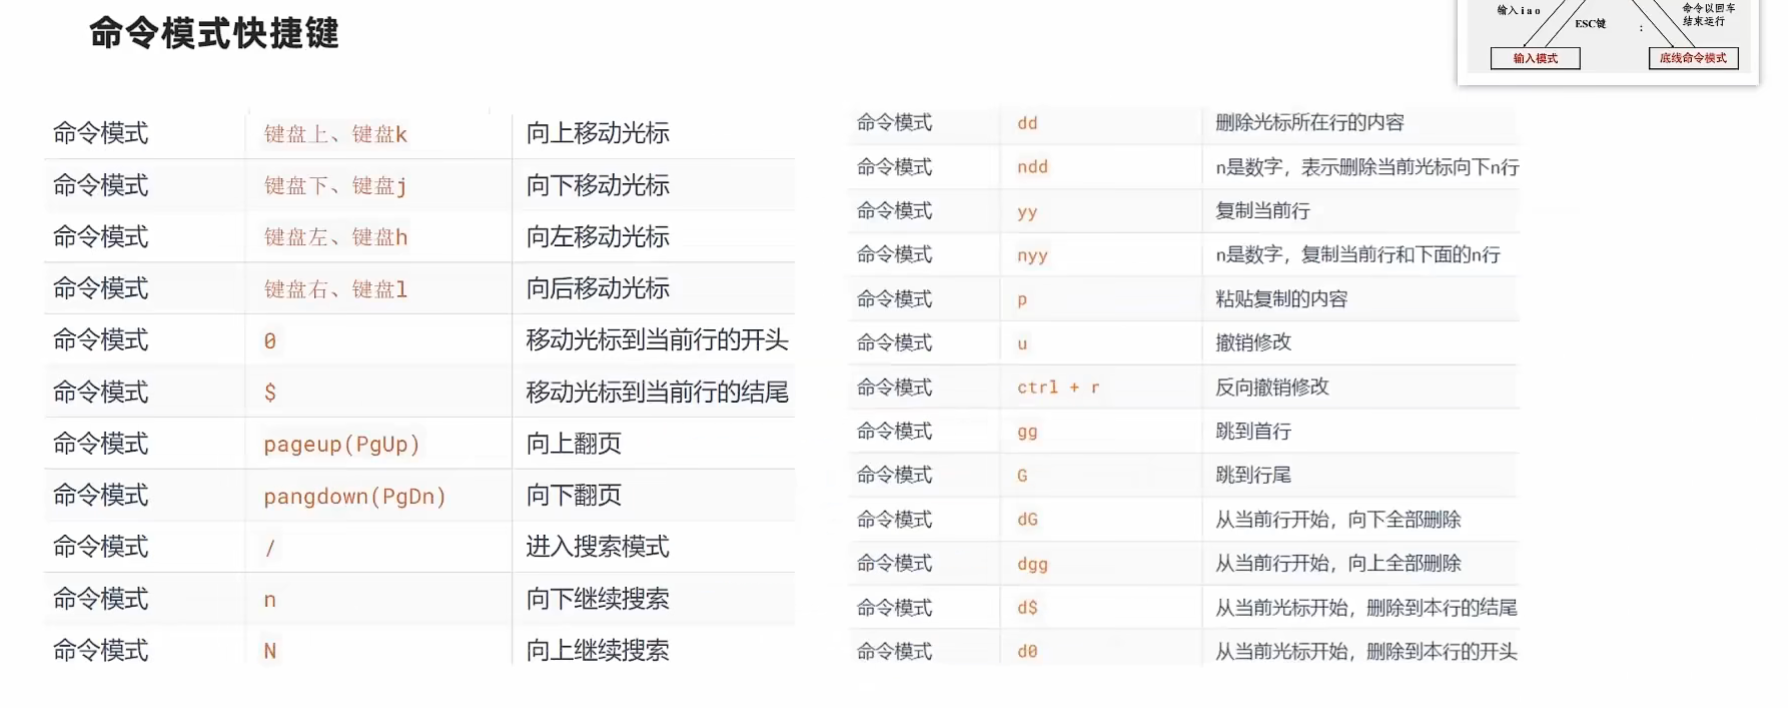 命令模式快捷键
输入iao
ESC键
:
命令以回车
结束运行
输入模式
底线命令模式
命令模式 键盘上、键盘k 向上移动光标
命令模式 键盘下、键盘j 向下移动光标
命令模式 键盘左、键盘h 向左移动光标
命令模式 键盘右、键盘l 向后移动光标
命令模式 0 移动光标到当前行的开头
命令模式 $ 移动光标到当前行的结尾
命令模式 pageup(PgUp) 向上翻页
命令模式 pangdown(PgDn) 向下翻页
命令模式 / 进入搜索模式
命令模式 n 向下继续搜索
命令模式 N 向上继续搜索
命令模式 dd 删除光标所在行的内容
命令模式 ndd n是数字，表示删除当前光标向下n行
命令模式 yy 复制当前行
命令模式 nyy n是数字，复制当前行和下面的n行
命令模式 p 粘贴复制的内容
命令模式 u 撤销修改
命令模式 ctrl + r 反向撤销修改
命令模式 gg 跳到首行
命令模式 G 跳到行尾
命令模式 dG 从当前行开始，向下全部删除
命令模式 dgg 从当前行开始，向上全部删除
命令模式 d$ 从当前光标开始，删除到本行的结尾
命令模式 d0 从当前光标开始，删除到本行的开头